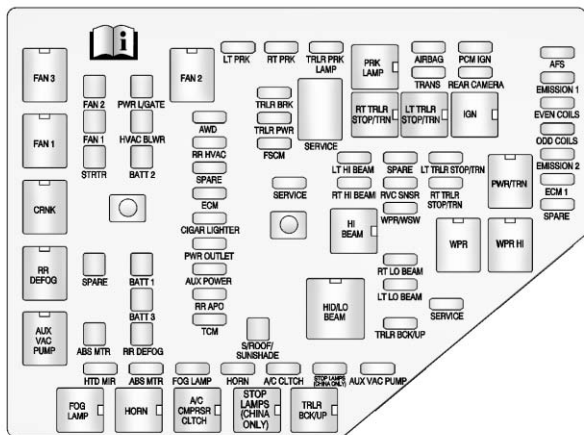 LT PRK
RT PRK
TRLR PRK
LAMP
PRK
LAMP
AIRBAG
PCM IGN
AFS
FAN 3
FAN 2
PWR L/GATE
FAN 2
TRLR BRK
TRANS
REAR CAMERA
EMISSION 1
RT TRLR
STOP/TRN
LT TRLR
STOP/TRN
IGN
EVEN COILS
FAN 1
FAN 1
HVAC BLWR
AWD
TRLR PWR
SERVICE
ODD COILS
STRTR
BATT 2
RR HVAC
FSCM
LT HI BEAM
SPARE
LT TRLR STOP/TRN
PWR/TRN
EMISSION 2
SPARE
SERVICE
RT HI BEAM
RVC SNSR
RT TRLR
STOP/TRN
ECM 1
CRNK
ECM
WPR/WSW
SPARE
CIGAR LIGHTER
HI
BEAM
WPR
WPR HI
RR
DEFOG
SPARE
BATT 1
PWR OUTLET
RT LO BEAM
AUX POWER
LT LO BEAM
BATT 3
RR APO
HID/LO
BEAM
SERVICE
AUX
VAC
PUMP
ABS MTR
RR DEFOG
TCM
S/ROOF/
SUNSHADE
TRLR BCK/UP
HTD MIR
ABS MTR
FOG LAMP
HORN
A/C CLTCH
STOP LAMPS
(CHINA ONLY)
AUX VAC PUMP
FOG
LAMP
HORN
A/C
CMPRSR
CLTCH
STOP
LAMPS
(CHINA
ONLY)
TRLR
BCK/UP